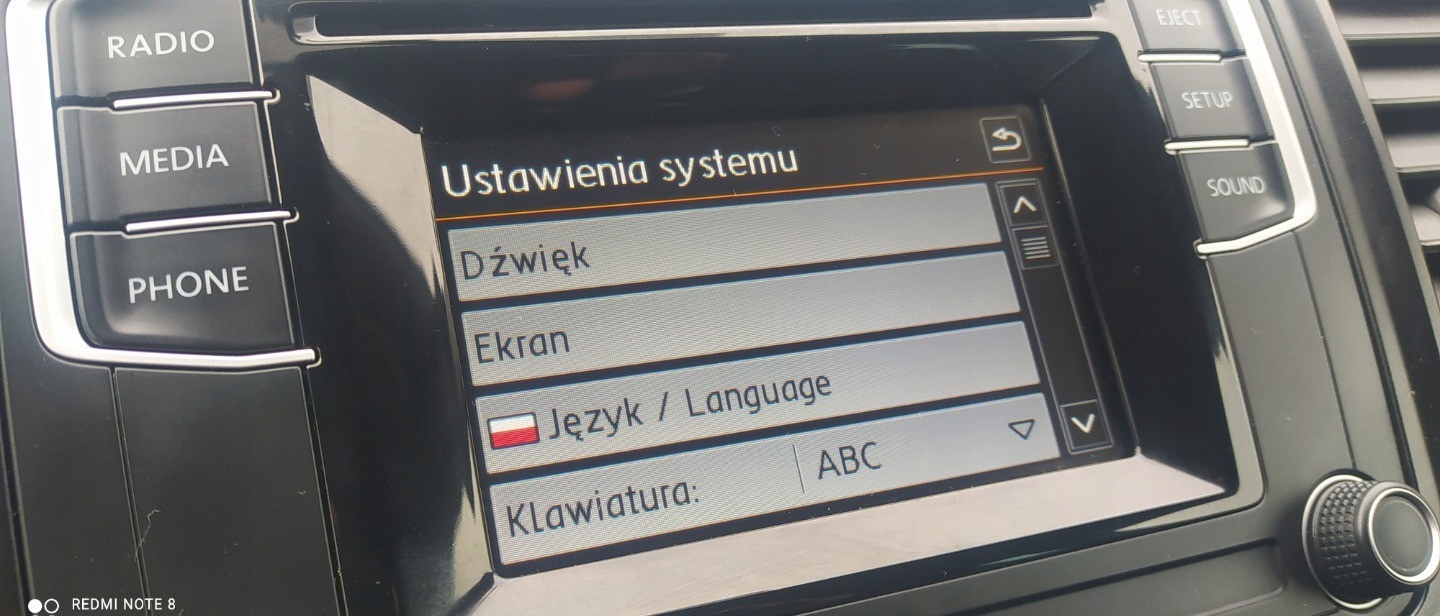 RADIO
MEDIA
PHONE
EJECT
SETUP
SOUND
Ustawienia systemu
Dźwięk
Ekran
Język / Language
Klawiatura: ABC
REDMI NOTE 8